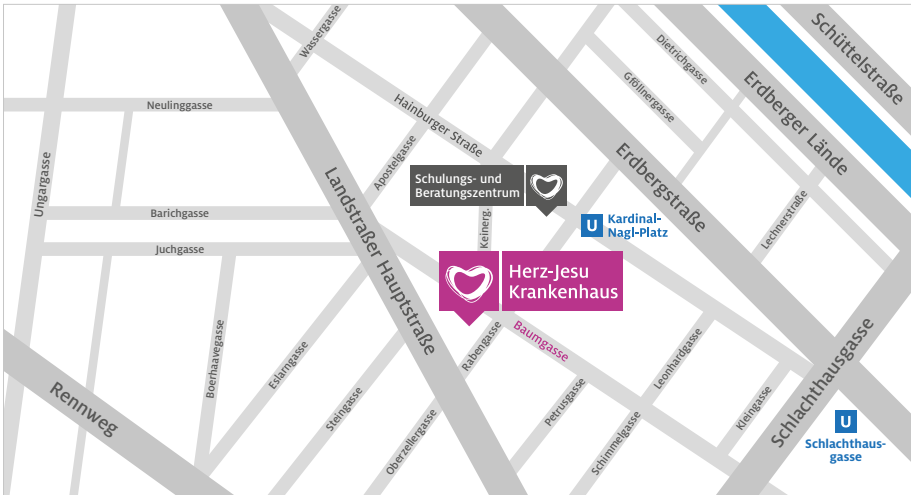 Schüttelstraße
Wassergasse
Dietrichgasse
Gföllnergasse
Erdberger Lände
Neulinggasse
Hainburger Straße
Apostelgasse
Erdbergstraße
Ungargasse
Landstraßer Hauptstraße
Schulungs- und
Beratungszentrum
Barichgasse
Keinerg.
U
Kardinal-
Nagl-Platz
Lechnerstraße
Juchgasse
Herz-Jesu
Krankenhaus
Boerhaavegasse
Eslarngasse
Rabengasse
Baumgasse
Leonhardgasse
Schlachthausgasse
Rennweg
Steingasse
Oberzellergasse
Petrusgasse
Schimmelgasse
Kleingasse
U
Schlachthaus-
gasse